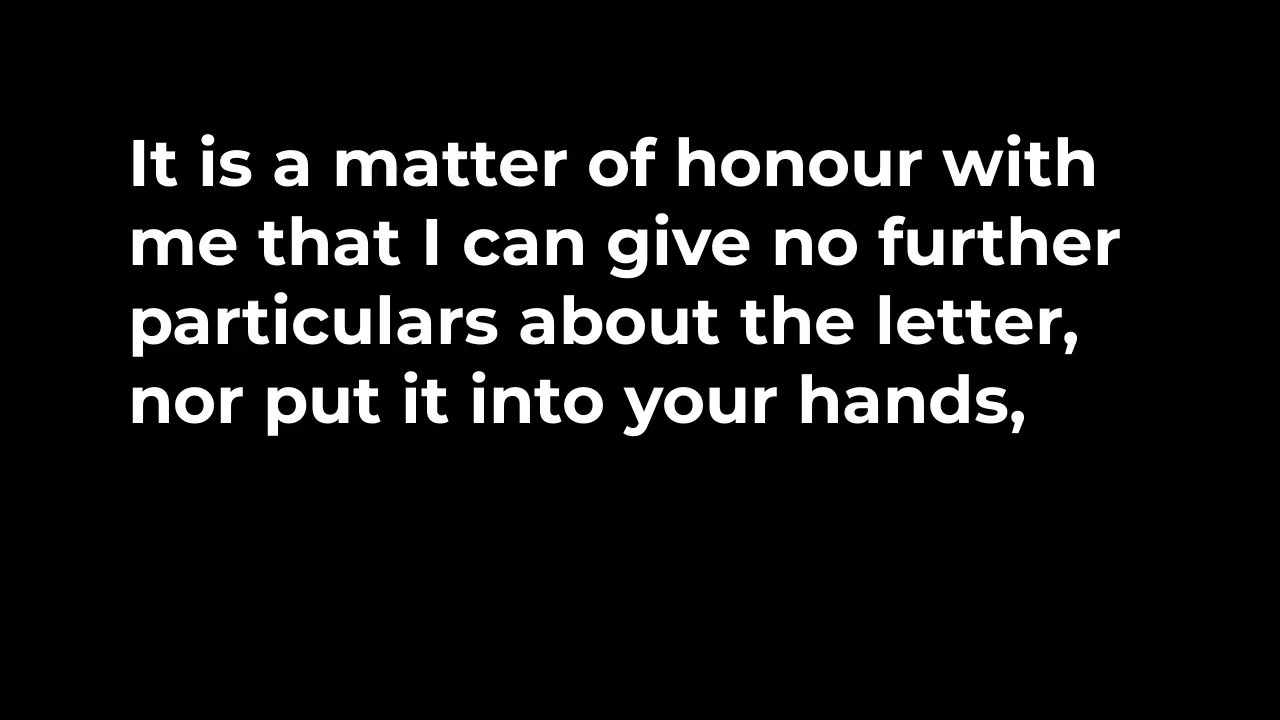 It is a matter of honour with
me that I can give no further
particulars about the letter,
nor put it into your hands,